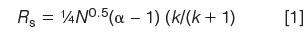 Rₛ = ¼N⁰·⁵(α – 1) (k/(k + 1) [1]